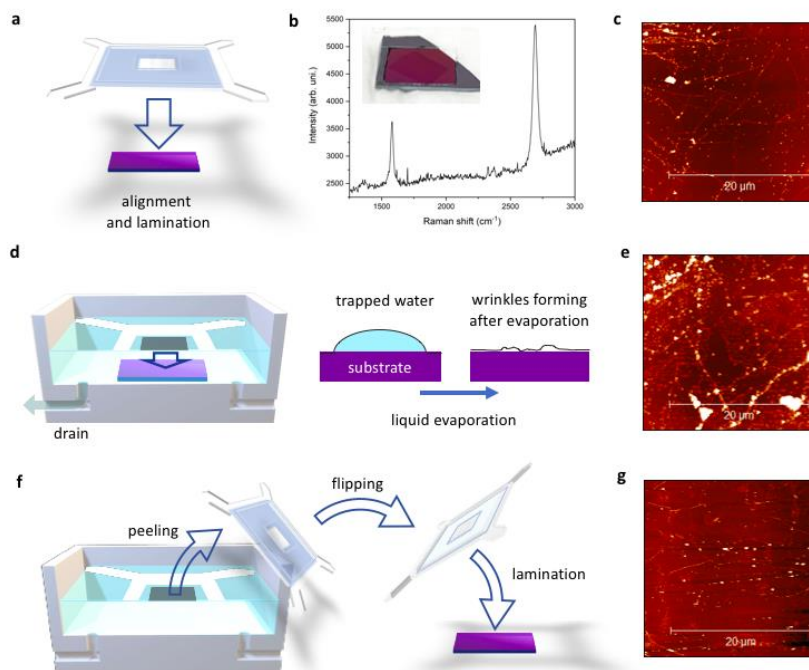 a
alignment
and lamination
b
Intensity (arb. uni.)
5500
5000
4500
4000
3500
3000
2500
1500
2000
2500
3000
Raman shift (cm⁻¹)
c
20 µm
d
drain
trapped water
substrate
wrinkles forming
after evaporation
liquid evaporation
e
20 µm
f
peeling
flipping
lamination
g
20 µm